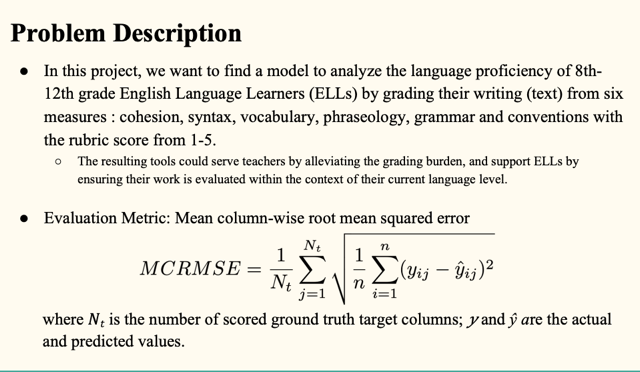 Problem Description
● In this project, we want to find a model to analyze the language proficiency of 8th-
12th grade English Language Learners (ELLs) by grading their writing (text) from six
measures : cohesion, syntax, vocabulary, phraseology, grammar and conventions with
the rubric score from 1-5.
○ The resulting tools could serve teachers by alleviating the grading burden, and support ELLs by
ensuring their work is evaluated within the context of their current language level.
● Evaluation Metric: Mean column-wise root mean squared error
MCRMSE = \frac{1}{N_t} \sum_{j=1}^{N_t} \sqrt{\frac{1}{n} \sum_{i=1}^{n} (y_{ij} - \hat{y}_{ij})^2}
where N_t is the number of scored ground truth target columns; y and ŷ are the actual
and predicted values.